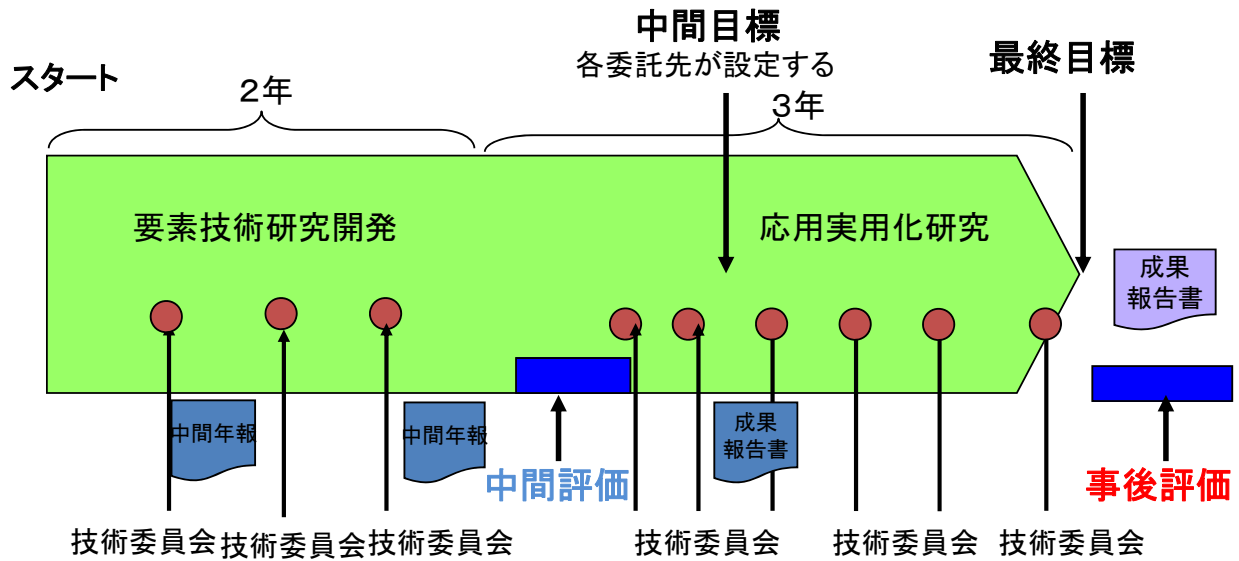 中間目標
各委託先が設定する
最終目標
スタート
2年
3年
要素技術研究開発
応用実用化研究
成果
報告書
中間年報
中間年報
成果
報告書
中間評価
事後評価
技術委員会
技術委員会
技術委員会
技術委員会
技術委員会
技術委員会